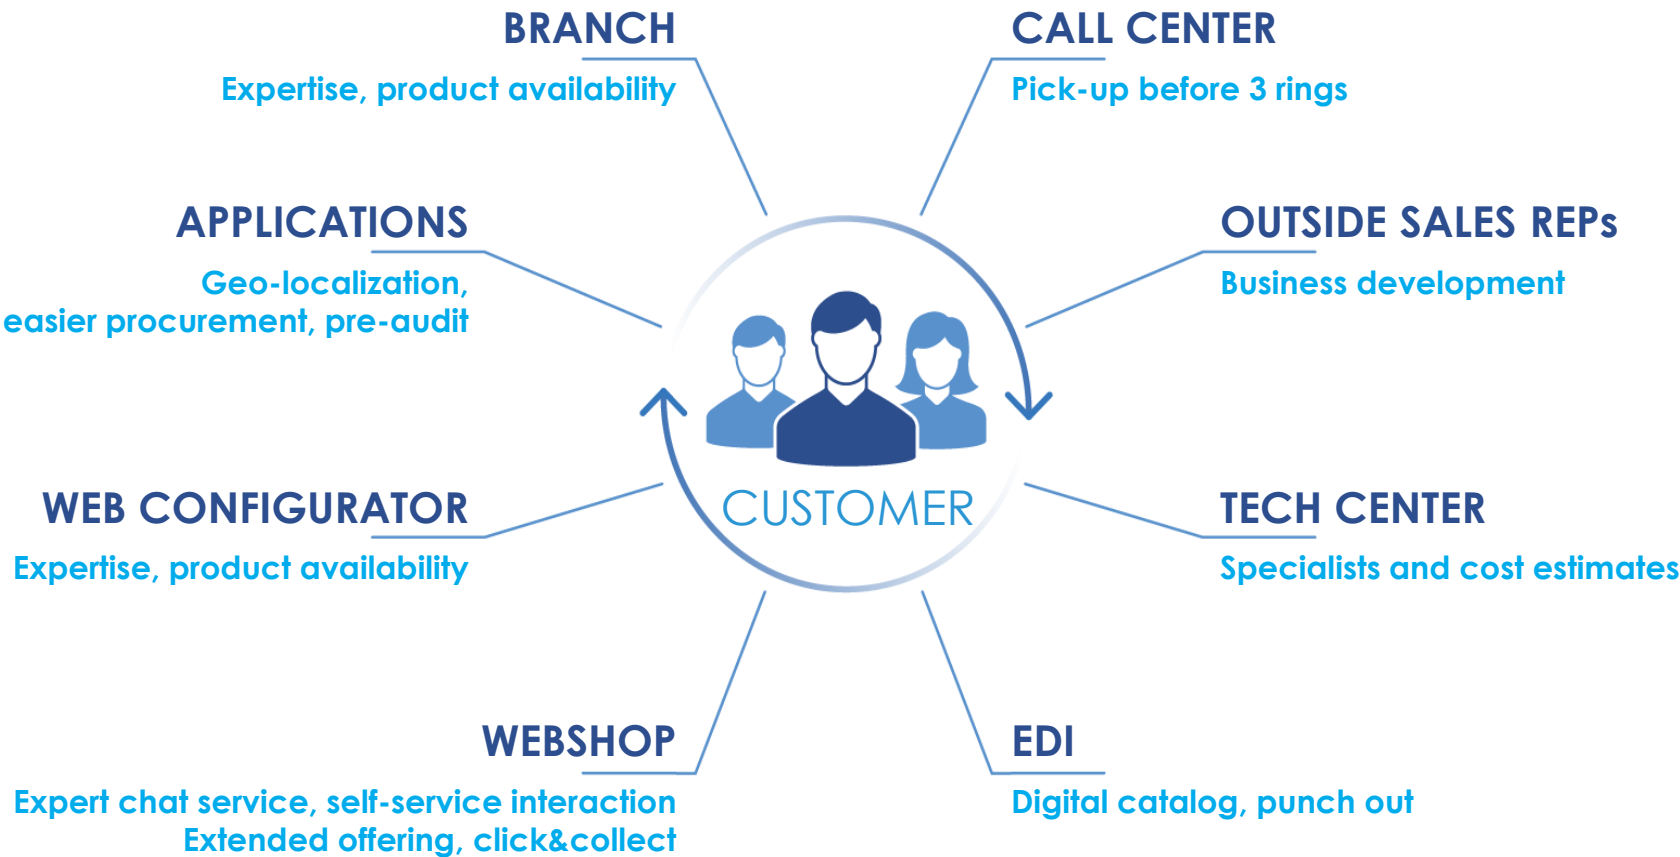 BRANCH
Expertise, product availability
CALL CENTER
Pick-up before 3 rings
APPLICATIONS
Geo-localization,
easier procurement, pre-audit
OUTSIDE SALES REPs
Business development
CUSTOMER
WEB CONFIGURATOR
Expertise, product availability
TECH CENTER
Specialists and cost estimates
WEBSHOP
Expert chat service, self-service interaction
Extended offering, click&collect
EDI
Digital catalog, punch out